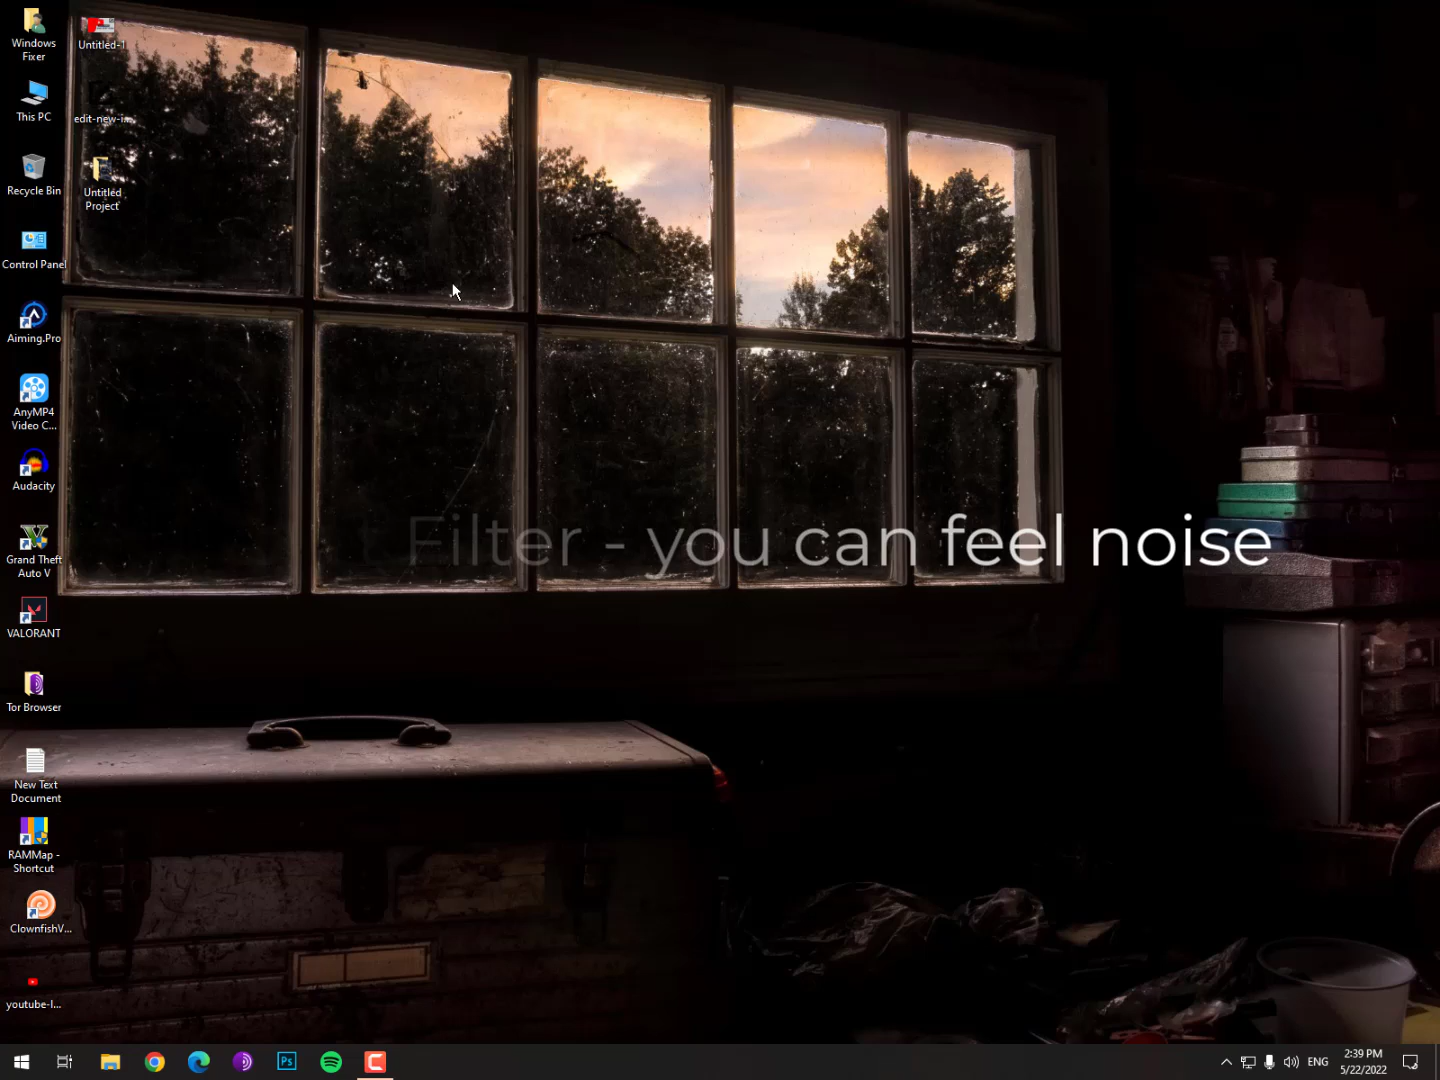 Windows
Fixer
This PC
Recycle Bin
Control Panel
Aiming.Pro
AnyMP4
Video C...
Audacity
Grand Theft
Auto V
VALORANT
Tor Browser
New Text
Document
RAMMap -
Shortcut
ClownfishV...
youtube-l...
Untitled-1
edit-new-i...
Untitled
Project
t Filter - you can feel noise
Ps
ENG
2:39 PM
5/22/2022